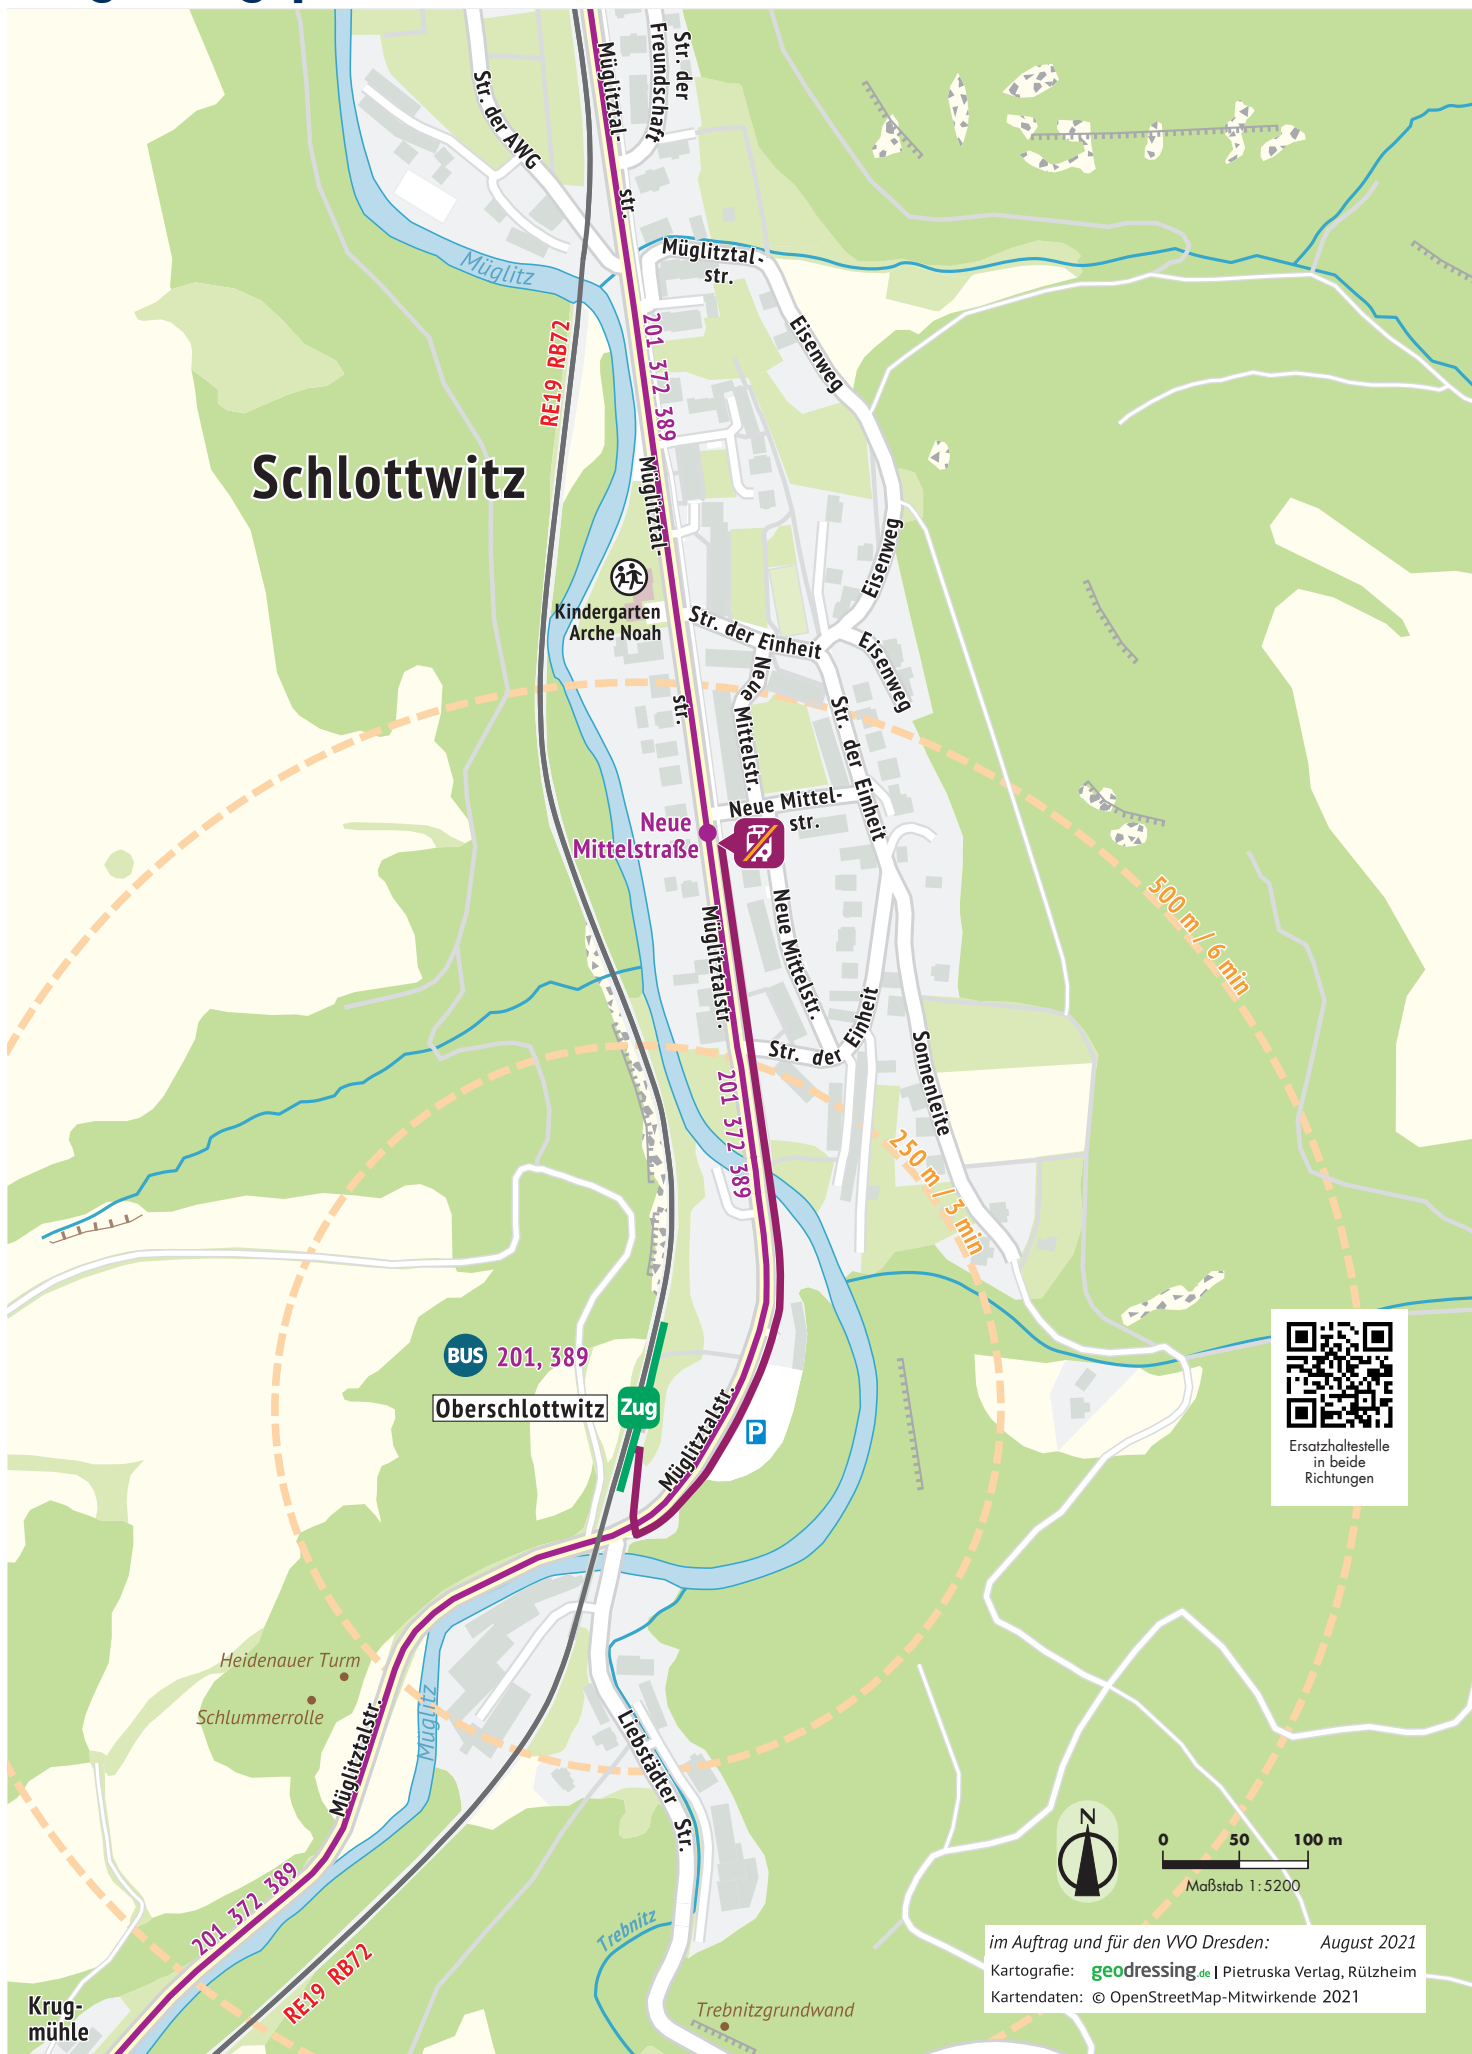 Str. der
Freundschaft
Müglitztal-
str.
Str. der AWG
Müglitz
Müglitztal-
str.
Eisenweg
201 372 389
RE19 RB72
Schlottwitz
Müglitztal-
str.
Eisenweg
Kindergarten
Arche Noah
Str. der Einheit
Eisenweg
Neue
Mittelstr.
Str. der Einheit
Neue Mittel-
str.
Neue
Mittelstraße
500 m / 6 min
Müglitztalstr.
Neue Mittelstr.
Str. der Einheit
Sonnenleite
201 372 389
250 m / 3 min
BUS 201, 389
Oberschlottwitz
Zug
Müglitztalstr.
P
Ersatzhaltestelle
in beide
Richtungen
Heidenauer Turm
Schlummerrolle
Müglitztalstr.
Müglitz
Liebstädter Str.
N
0 50 100 m
Maßstab 1:5200
201 372 389
RE19 RB72
Trebnitz
Krug-
mühle
Trebnitzgrundwand
im Auftrag und für den VVO Dresden: August 2021
Kartografie: geodressing.de | Pietruska Verlag, Rülzheim
Kartendaten: © OpenStreetMap-Mitwirkende 2021